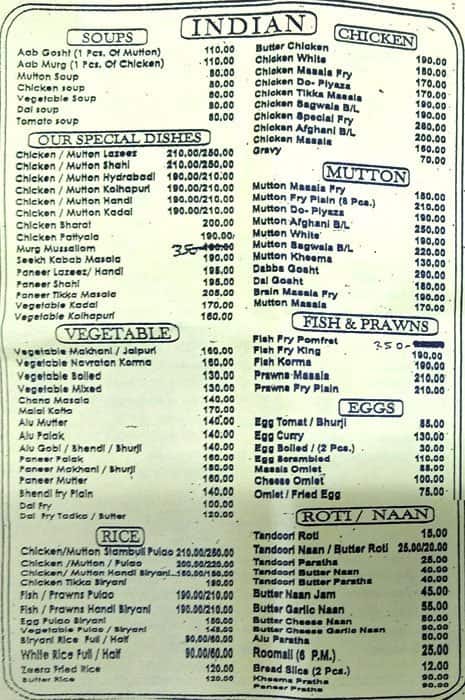 INDIAN
SOUPS
Aab Gosht (1 Pcs. Of Mutton) 110.00
Aab Murg (1 Pcs. Of Chicken) 110.00
Mutton Soup 80.00
Chicken soup 80.00
Vegetable Soup 80.00
Dal soup 80.00
Tomato soup 80.00
OUR SPECIAL DISHES
Chicken / Mutton Lazeez 210.00/250.00
Chicken / Mutton Shahi 210.00/250.00
Chicken / Mutton Hydrabadi 190.00/210.00
Chicken / Mutton Kolhapuri 190.00/210.00
Chicken / Mutton Handi 190.00/210.00
Chicken / Mutton Kadai 190.00/210.00
Chicken Bharat 200.00
Chicken Pattyala 190.00
Murg Mussallam 350
Seekh Kabab Masala 190.00
Paneer Lazeez/ Handi 195.00
Paneer Shahi 195.00
Paneer Tikka Masala 205.00
Vegetable Kadai 170.00
Vegetable Kolhapuri 160.00
VEGETABLE
Vegetable Makhani / Jaipuri 160.00
Vegetable Navratan Korma 160.00
Vegetable Boiled 130.00
Vegetable Mixed 130.00
Chana Masala 140.00
Malai Kofta 170.00
Alu Mutter 140.00
Alu Palak 140.00
Alu Gobi / Bhendi / Bhurji 140.00
Paneer Palak 160.00
Paneer Makhani / Bhurji 180.00
Paneer Mutter 160.00
Bhendi fry Plain 140.00
Dal Fry 100.00
Dal Fry Tadka / Butter 120.00
RICE
Chicken/Mutton Stambuli Pulao 210.00/250.00
Chicken /Mutton / Pulao 200.00/220.00
Chicken/ Mutton Handi Biryani
Chicken Tikka Biryani
Fish / Prawns Pulao 190.00/210.00
Fish / Prawns Handi Biryani 190.00/210.00
Egg Pulao Biryani
Vegetable Pulao / Biryani
Biryani Rice Full / Half 90.00/60.00
White Rice Full / Half 90.00/60.00
Zeera Fried Rice 120.00
Butter Rice 120.00
CHICKEN
Butter Chicken 190.00
Chicken White 180.00
Chicken Masala Fry 170.00
Chicken Do- Piyaza 170.00
Chicken Tikka Masala 190.00
Chicken Bagwala B/L 190.00
Chicken Special Fry
Chicken Afghani B/L 200.00
Chicken Masala 160.00
Gravy 70.00
MUTTON
Mutton Masala Fry 180.00
Mutton Fry Plain (8 Pcs.) 210.00
Mutton Do- Piyaza 190.00
Mutton Afghani B/L 250.00
Mutton White 190.00
Mutton Bagwala B/L 220.00
Mutton Kheema 130.00
Dabba Gosht 290.00
Dal Gosht 180.00
Brain Masala Fry 190.00
Mutton Masala 170.00
FISH & PRAWNS
Fish Fry Pomfret 350-
Fish Fry King 190.00
Fish Korma 190.00
Prawns Masala 210.00
Prawns Fry Plain 210.00
EGGS
Egg Tomat / Bhurji 85.00
Egg Curry 130.00
Egg Boiled / (2 Pcs.) 30.00
Egg Scrambled 110.00
Masala Omlet 85.00
Cheese Omlet 100.00
Omlet / Fried Egg 75.00
ROTI / NAAN
Tandoori Roti 15.00
Tandoori Naan / Butter Roti 25.00/20.00
Tandoori Paratha 25.00
Tandoori Butter Naan 40.00
Tandoori Butter Paratha 40.00
Butter Naan Jam 45.00
Butter Garlic Naan 55.00
Butter Cheese Naan
Butter Cheese Garlic Naan
Alu Paratha
Roomali (6 P.M.) 25.00
Bread Slice (2 Pcs.) 12.00
Kheema Pratha 90.00
Paneer Pratha